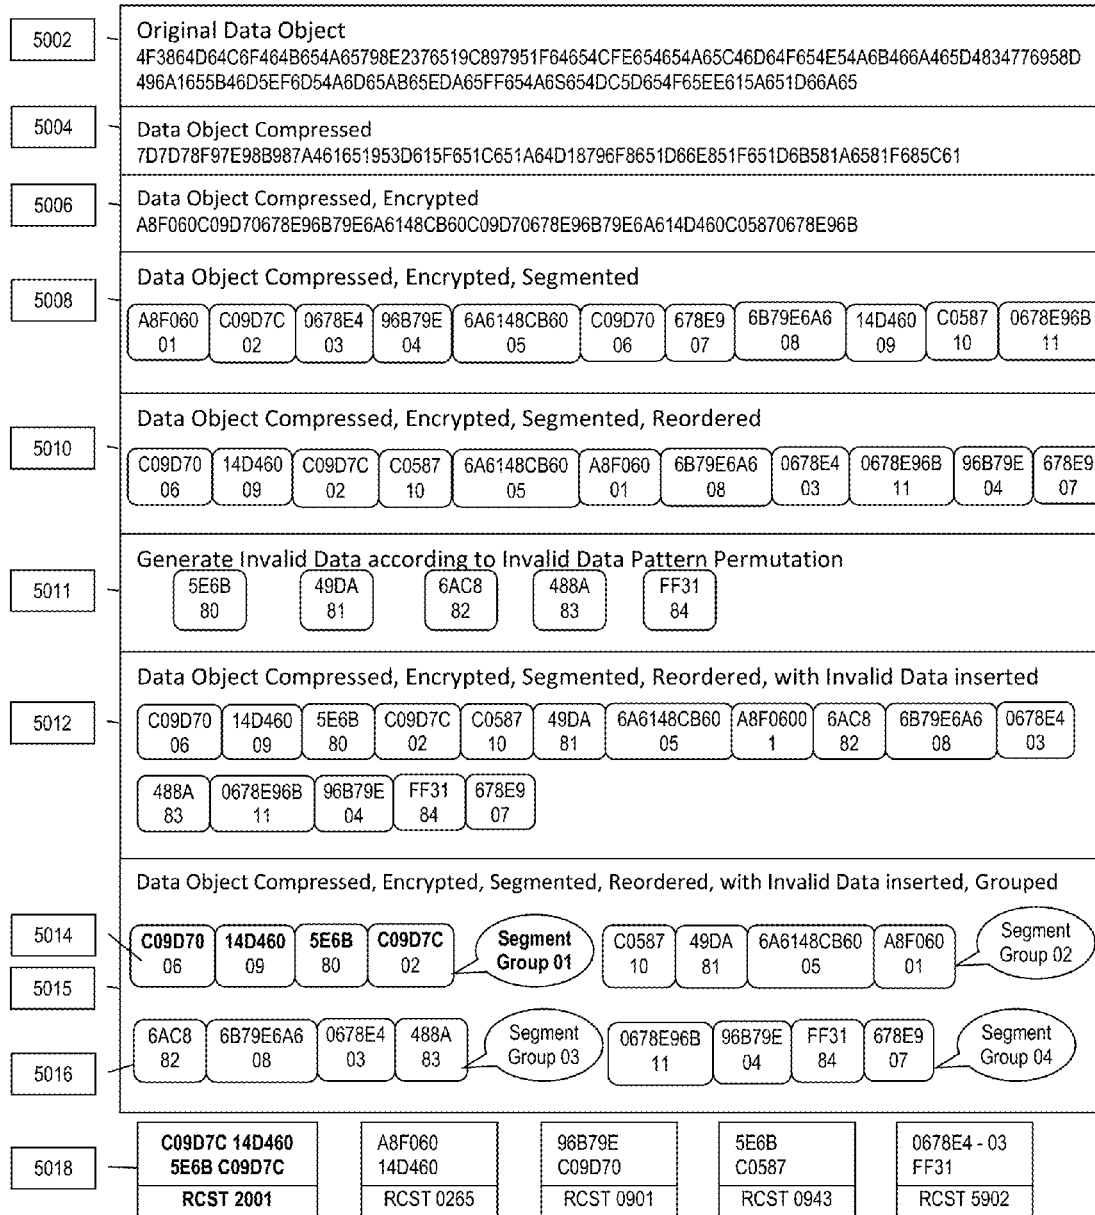 5002
Original Data Object
4F3864D64C6F464B654A65798E2376519C897951F64654CFE654654A65C46D64F654E54A6B466A465D4834776958D
496A1655B46D5EF6D54A6D65AB65EDA65FF654A6S654DC5D654F65EE615A651D66A65
5004
Data Object Compressed
7D7D78F97E98B987A461651953D615F651C651A64D18796F8651D66E851F651D6B581A6581F685C61
5006
Data Object Compressed, Encrypted
A8F060C09D70678E96B79E6A6148CB60C09D70678E96B79E6A614D460C05870678E96B
5008
Data Object Compressed, Encrypted, Segmented
A8F060 C09D7C 0678E4 96B79E 6A6148CB60 C09D70 678E9 6B79E6A6 14D460 C0587 0678E96B
01 02 03 04 05 06 07 08 09 10 11
5010
Data Object Compressed, Encrypted, Segmented, Reordered
C09D70 14D460 C09D7C C0587 6A6148CB60 A8F060 6B79E6A6 0678E4 0678E96B 96B79E 678E9
06 09 02 10 05 01 08 03 11 04 07
5011
Generate Invalid Data according to Invalid Data Pattern Permutation
5E6B 49DA 6AC8 488A FF31
80 81 82 83 84
5012
Data Object Compressed, Encrypted, Segmented, Reordered, with Invalid Data inserted
C09D70 14D460 5E6B C09D7C C0587 49DA 6A6148CB60 A8F0600 6AC8 6B79E6A6 0678E4
06 09 80 02 10 81 05 1 82 08 03
488A 0678E96B 96B79E FF31 678E9
83 11 04 84 07
Data Object Compressed, Encrypted, Segmented, Reordered, with Invalid Data inserted, Grouped
5014
C09D70 14D460 5E6B C09D7C Segment C0587 49DA 6A6148CB60 A8F060 Segment
06 09 80 02 Group 01 10 81 05 01 Group 02
5015
6AC8 6B79E6A6 0678E4 488A Segment 0678E96B 96B79E FF31 678E9 Segment
82 08 03 83 Group 03 11 04 84 07 Group 04
5016
5018
C09D7C 14D460 A8F060 96B79E 5E6B 0678E4 - 03
5E6B C09D7C 14D460 C09D70 C0587 FF31
RCST 2001 RCST 0265 RCST 0901 RCST 0943 RCST 5902